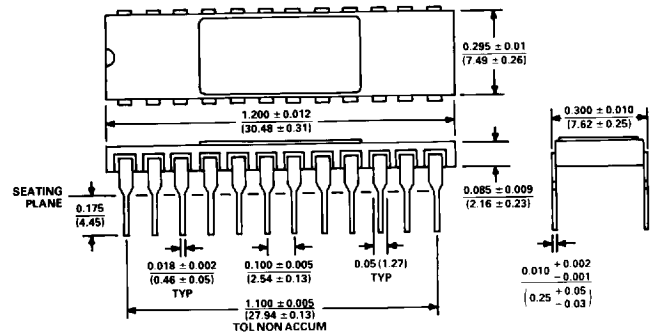 0.295 ± 0.01
(7.49 ± 0.26)
1.200 ± 0.012
(30.48 ± 0.31)
0.300 ± 0.010
(7.62 ± 0.25)
SEATING
PLANE
0.175
(4.45)
0.085 ± 0.009
(2.16 ± 0.23)
0.018 ± 0.002
(0.46 ± 0.05)
TYP
0.100 ± 0.005
(2.54 ± 0.13)
0.05 (1.27)
TYP
0.010 +0.002 -0.001
(0.25 +0.05 -0.03)
1.100 ± 0.005
(27.94 ± 0.13)
TOL NON ACCUM